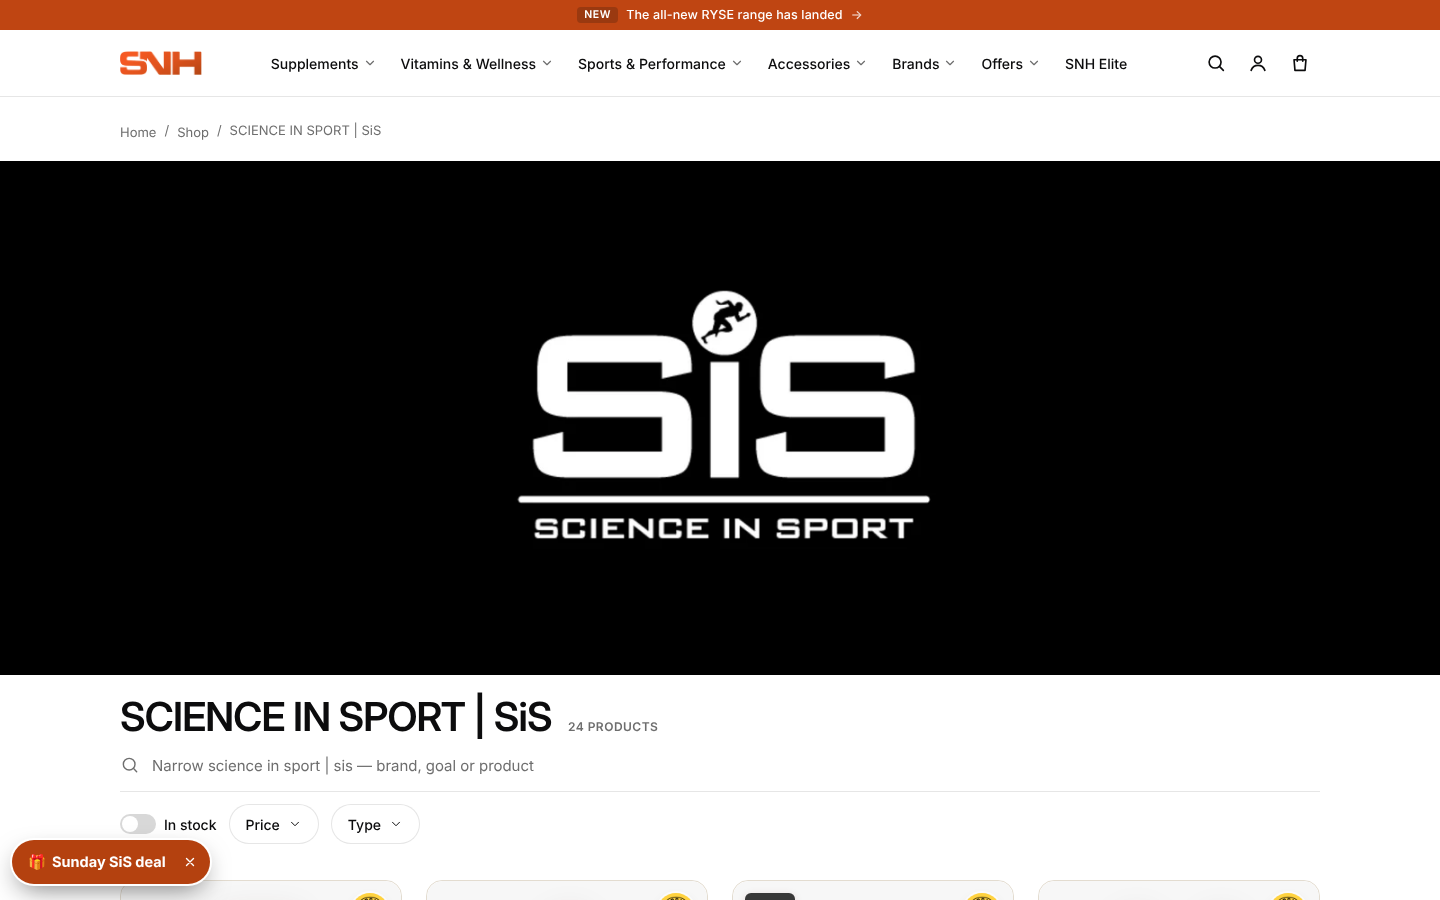 NEW The all-new RYSE range has landed →
SNH
Supplements
Vitamins & Wellness
Sports & Performance
Accessories
Brands
Offers
SNH Elite
Home / Shop / SCIENCE IN SPORT | SiS
SiS
SCIENCE IN SPORT
SCIENCE IN SPORT | SiS 24 PRODUCTS
Narrow science in sport | sis — brand, goal or product
In stock
Price
Type
🎁 Sunday SiS deal ×